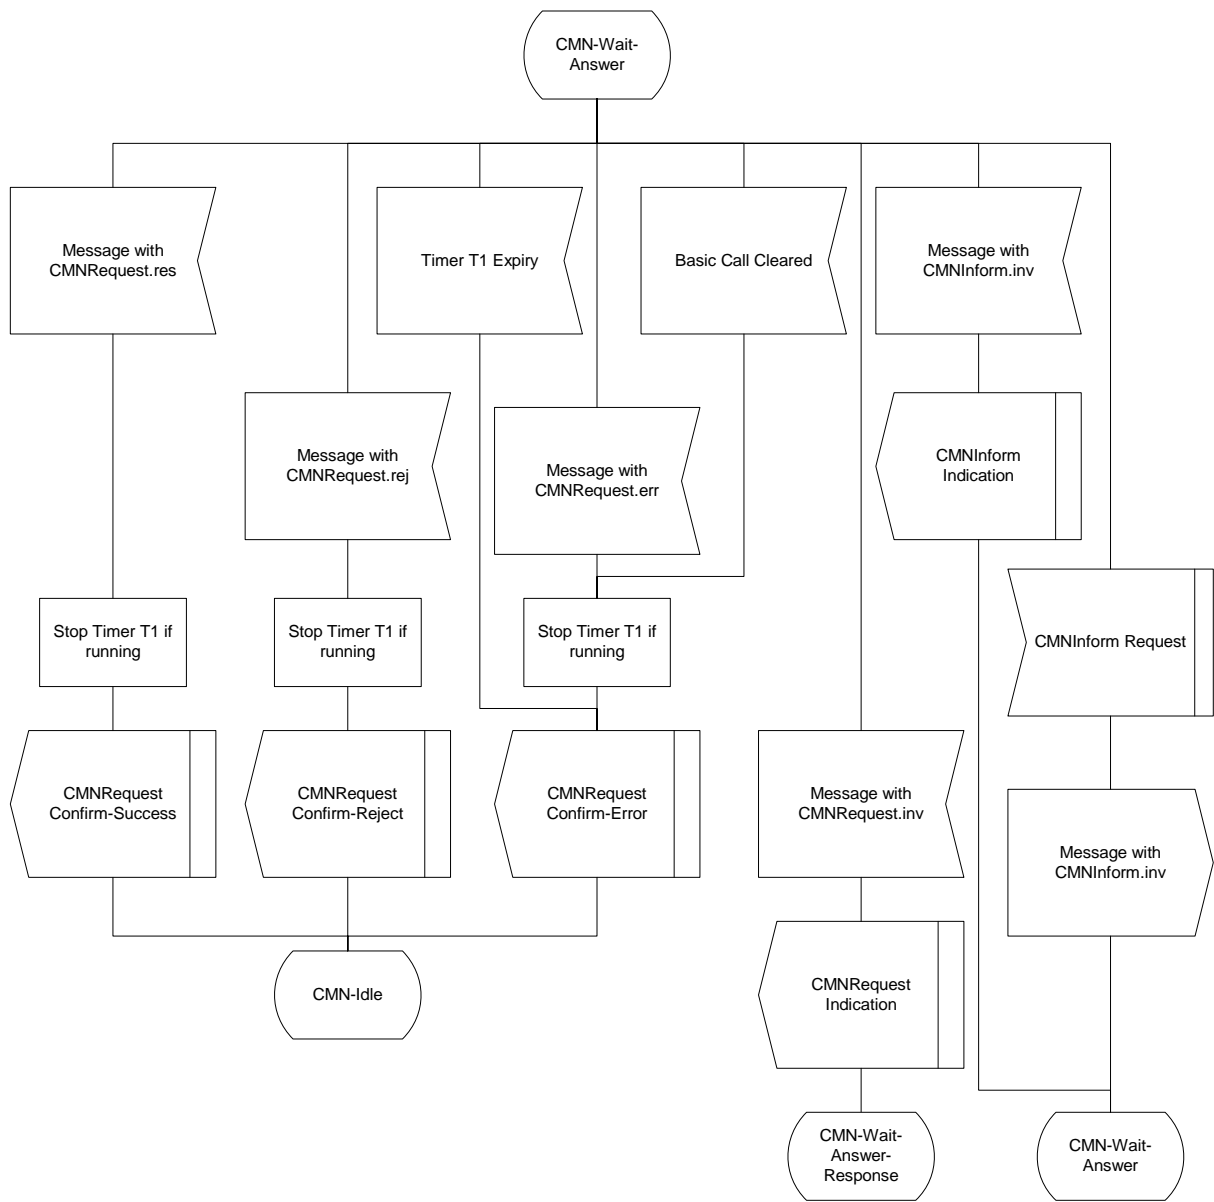 CMN-Wait-
Answer
Message with
CMNRequest.res
Timer T1 Expiry
Basic Call Cleared
Message with
CMNInform.inv
Message with
CMNRequest.rej
Message with
CMNRequest.err
CMNInform
Indication
Stop Timer T1 if
running
Stop Timer T1 if
running
Stop Timer T1 if
running
CMNInform Request
CMNRequest
Confirm-Success
CMNRequest
Confirm-Reject
CMNRequest
Confirm-Error
Message with
CMNRequest.inv
Message with
CMNInform.inv
CMN-Idle
CMNRequest
Indication
CMN-Wait-
Answer-
Response
CMN-Wait-
Answer